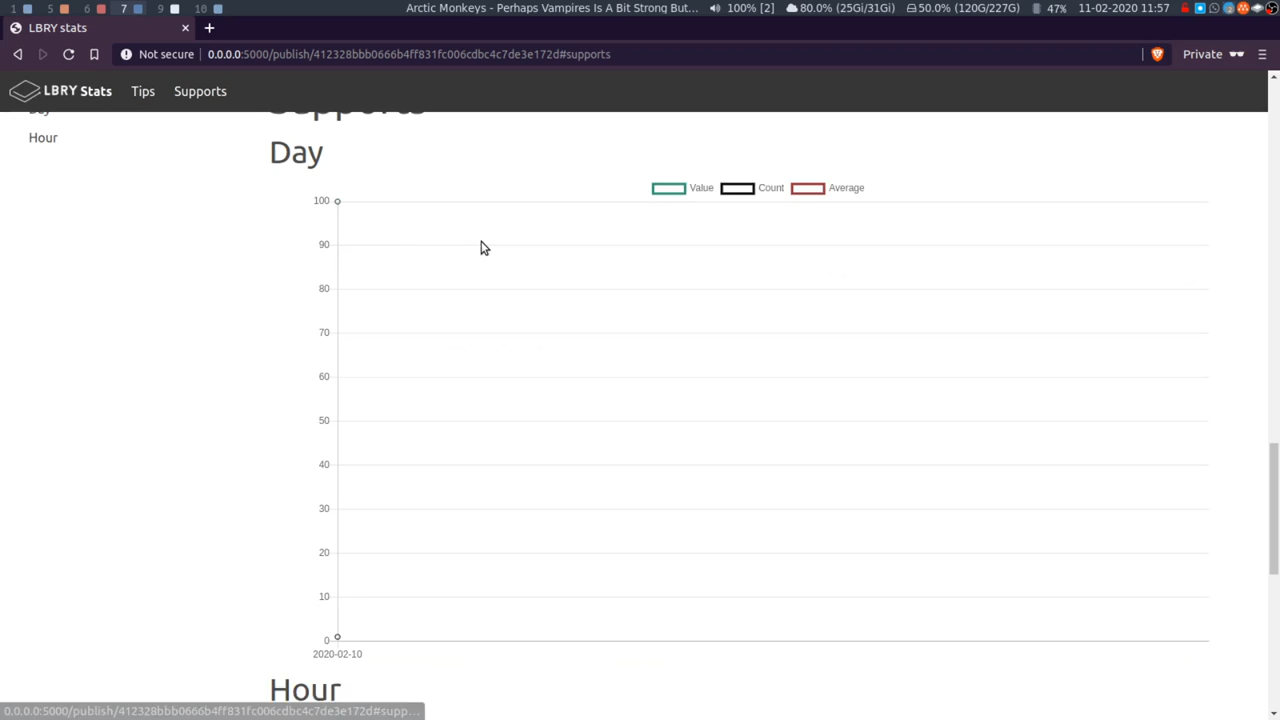 1 5 6 7 9 10 Arctic Monkeys - Perhaps Vampires Is A Bit Strong But... 100% [2] 80.0% (25Gi/31Gi) 50.0% (120G/227G) 47% 11-02-2020 11:57
LBRY stats
Not secure 0.0.0.0:5000/publish/412328bbb0666b4ff831fc006cdbc4c7de3e172d#supports Private
LBRY Stats Tips Supports
Day
Supports
Hour
Day
Value Count Average
100
90
80
70
60
50
40
30
20
10
0
2020-02-10
Hour
0.0.0.0:5000/publish/412328bbb0666b4ff831fc006cdbc4c7de3e172d#supp...